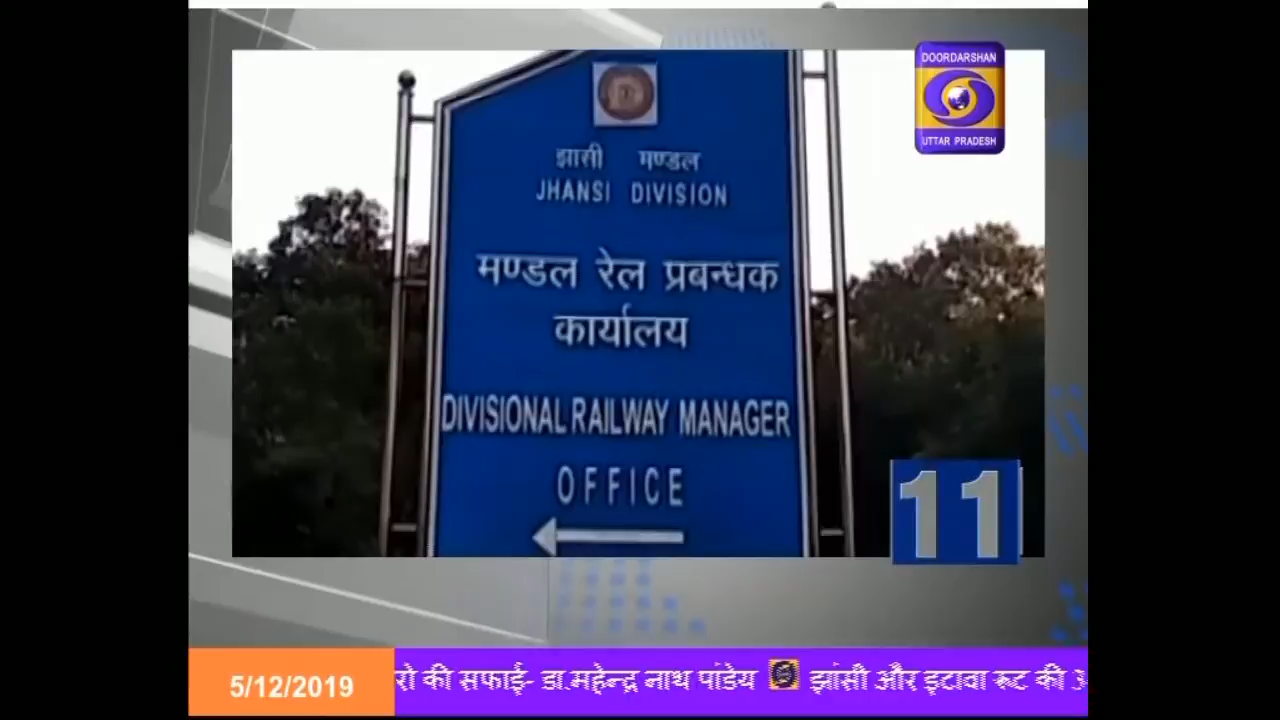 DOORDARSHAN
UTTAR PRADESH
झासी मण्डल
JHANSI DIVISION
मण्डल रेल प्रबन्धक
कार्यालय
DIVISIONAL RAILWAY MANAGER
OFFICE
11
5/12/2019
रो की सफाई- डा.महेन्द्र नाथ पांडेय झांसी और इटावा रूट की